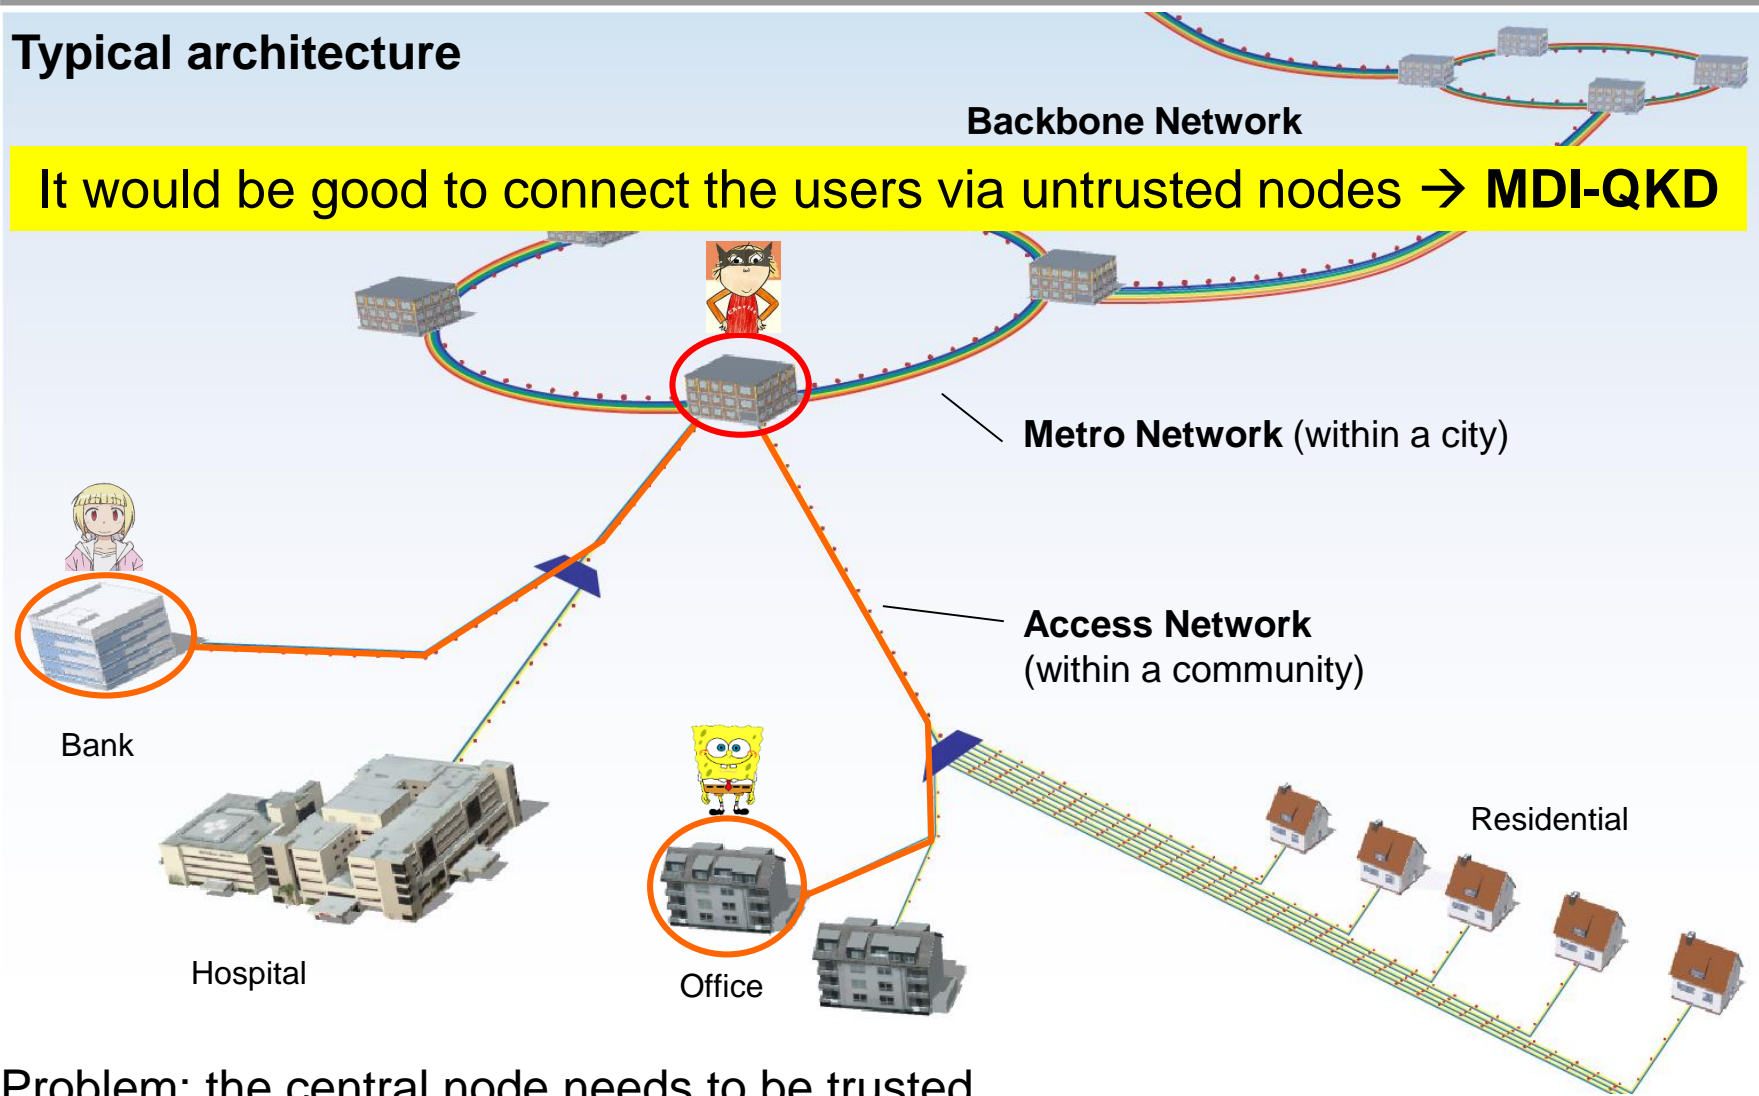 Typical architecture
Backbone Network
It would be good to connect the users via untrusted nodes → MDI-QKD
Charlie
Metro Network (within a city)
Access Network
(within a community)
Bank
Residential
Hospital
Office
Problem: the central node needs to be trusted